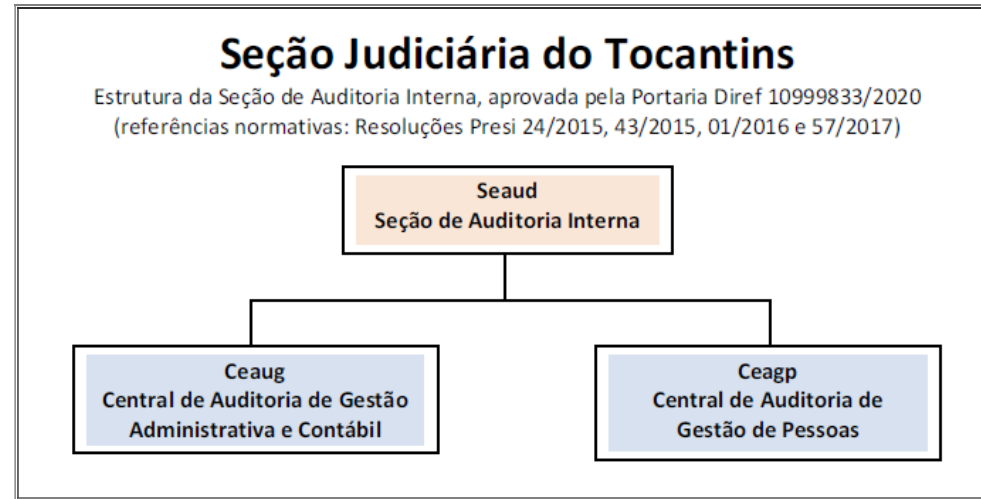 Seção Judiciária do Tocantins
Estrutura da Seção de Auditoria Interna, aprovada pela Portaria Diref 10999833/2020
(referências normativas: Resoluções Presi 24/2015, 43/2015, 01/2016 e 57/2017)
Seaud
Seção de Auditoria Interna
Ceaug
Central de Auditoria de Gestão
Administrativa e Contábil
Ceagp
Central de Auditoria de
Gestão de Pessoas